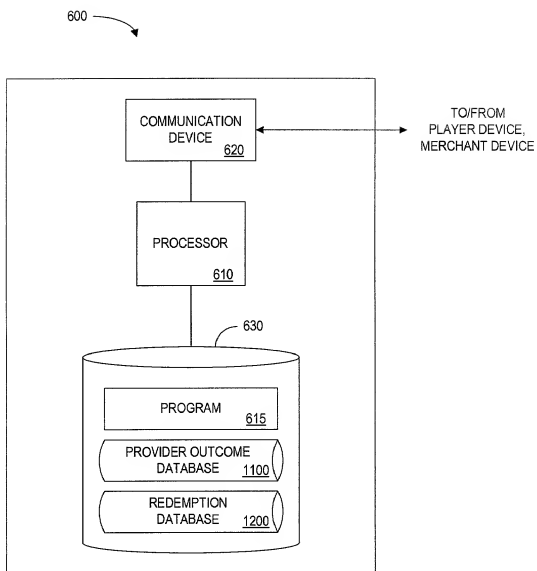 600
COMMUNICATION
DEVICE
620
TO/FROM
PLAYER DEVICE,
MERCHANT DEVICE
PROCESSOR
610
630
PROGRAM
615
PROVIDER OUTCOME
DATABASE 1100
REDEMPTION
DATABASE 1200